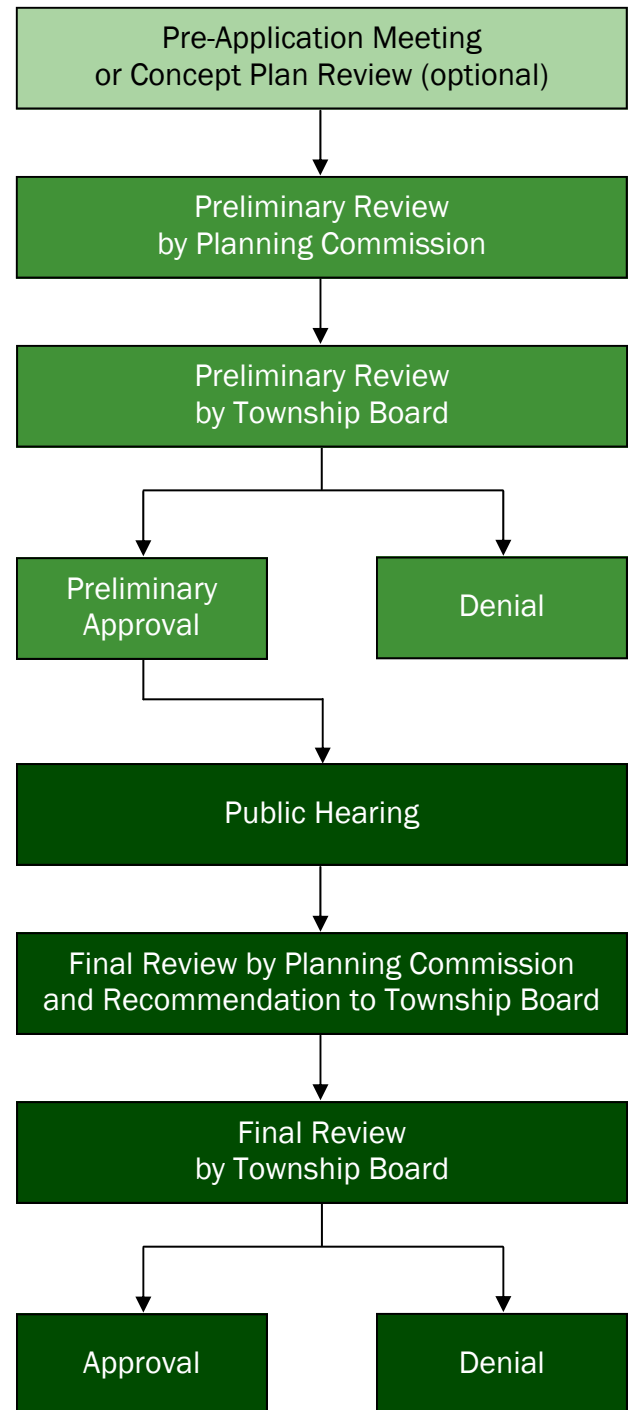 Pre-Application Meeting
or Concept Plan Review (optional)
Preliminary Review
by Planning Commission
Preliminary Review
by Township Board
Preliminary
Approval
Denial
Public Hearing
Final Review by Planning Commission
and Recommendation to Township Board
Final Review
by Township Board
Approval
Denial